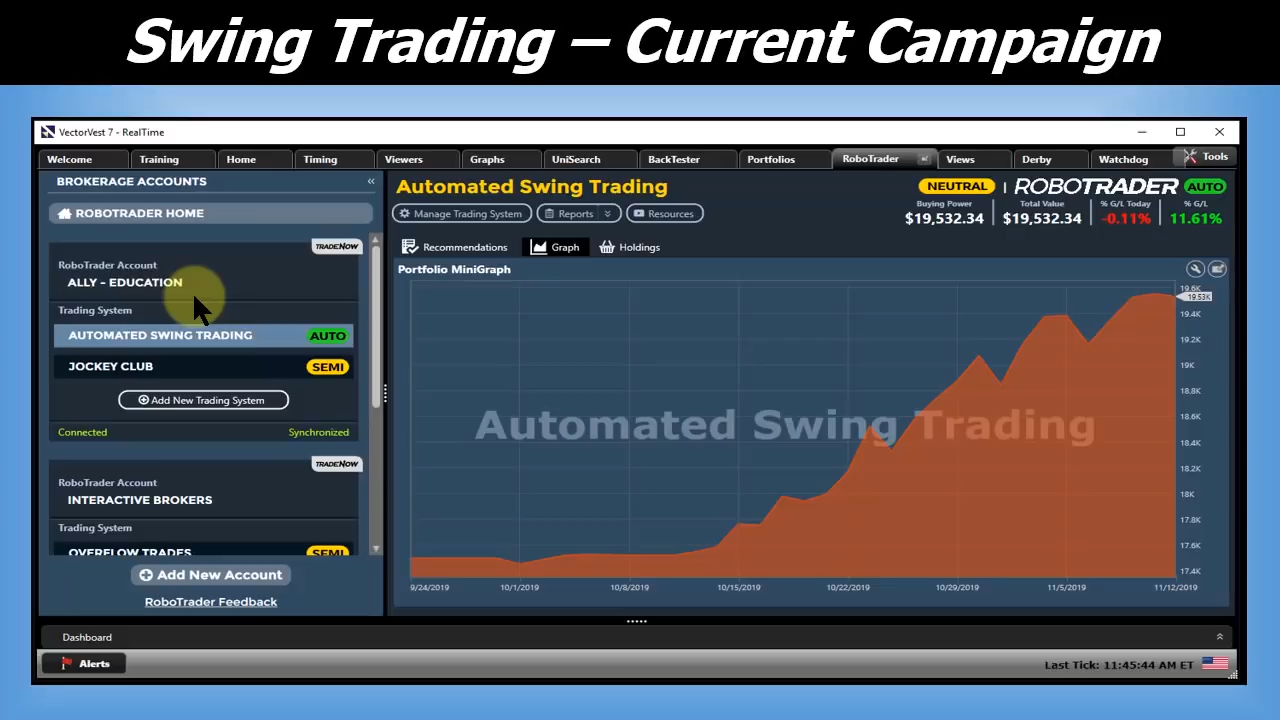 Swing Trading – Current Campaign
VectorVest 7 - RealTime
Welcome Training Home Timing Viewers Graphs UniSearch BackTester Portfolios RoboTrader Views Derby Watchdog Tools
BROKERAGE ACCOUNTS «
ROBOTRADER HOME
TRADENOW
RoboTrader Account
ALLY - EDUCATION
Trading System
AUTOMATED SWING TRADING AUTO
JOCKEY CLUB SEMI
Add New Trading System
Connected Synchronized
TRADENOW
RoboTrader Account
INTERACTIVE BROKERS
Trading System
OVERFLOW TRADES SEMI
Add New Account
RoboTrader Feedback
Automated Swing Trading
NEUTRAL | ROBOTRADER AUTO
Manage Trading System Reports Resources
Buying Power Total Value % G/L Today % G/L
$19,532.34 $19,532.34 -0.11% 11.61%
Recommendations Graph Holdings
Portfolio MiniGraph
19.6K
19.53K
19.4K
19.2K
19K
18.8K
18.6K
Automated Swing Trading
18.4K
18.2K
18K
17.8K
17.6K
17.4K
9/24/2019 10/1/2019 10/8/2019 10/15/2019 10/22/2019 10/29/2019 11/5/2019 11/12/2019
Dashboard
Alerts
Last Tick: 11:45:44 AM ET